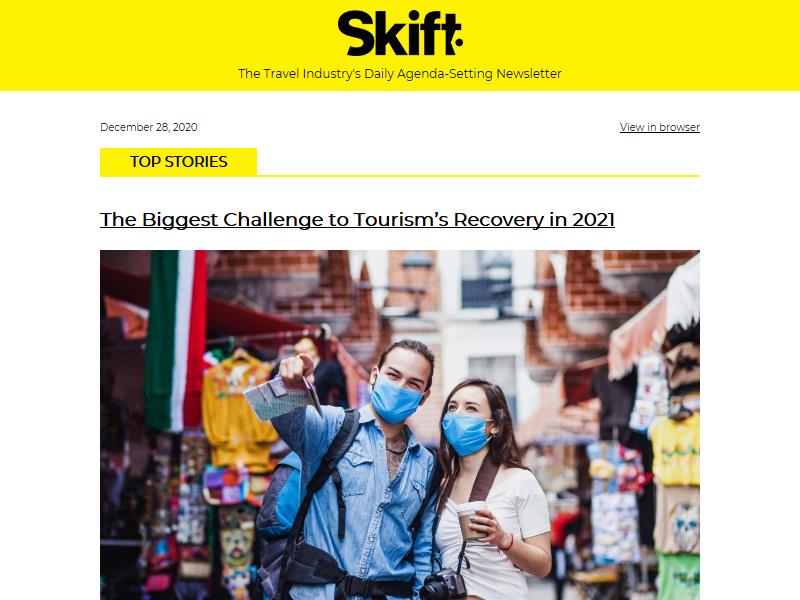 Skift
The Travel Industry's Daily Agenda-Setting Newsletter
December 28, 2020
View in browser
TOP STORIES
The Biggest Challenge to Tourism’s Recovery in 2021